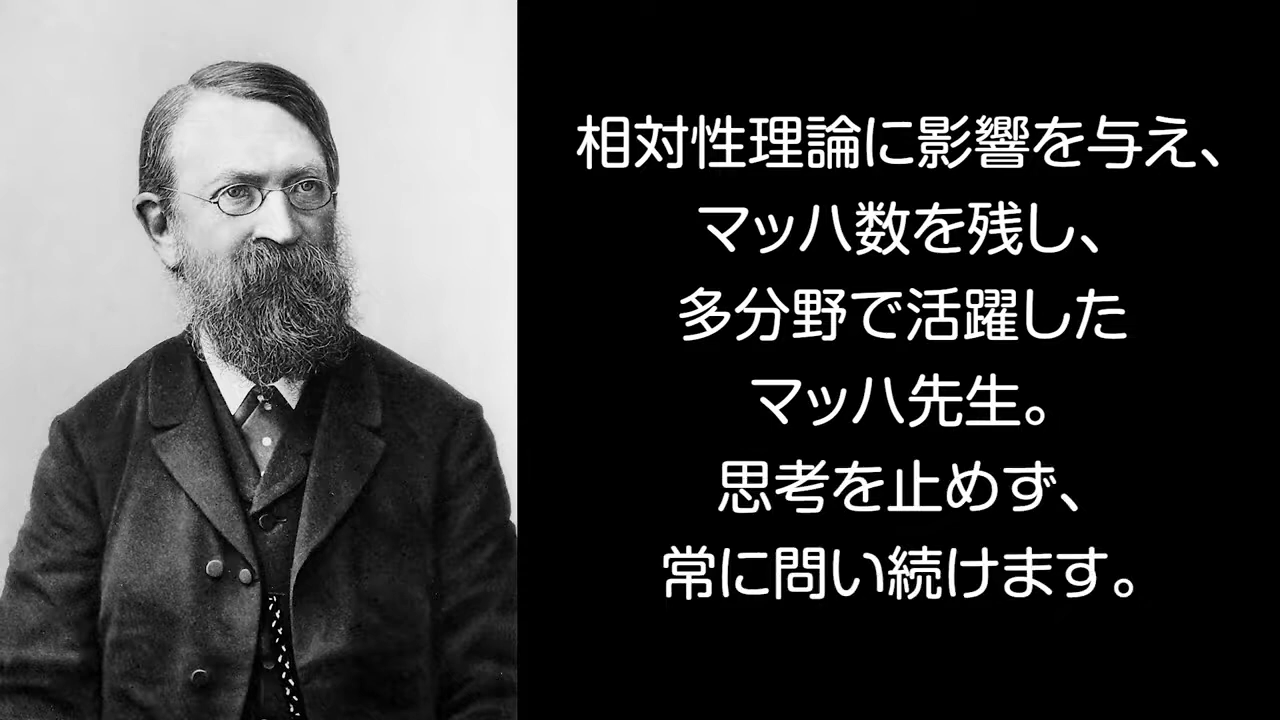 相対性理論に影響を与え、
マッハ数を残し、
多分野で活躍した
マッハ先生。
思考を止めず、
常に問い続けます。